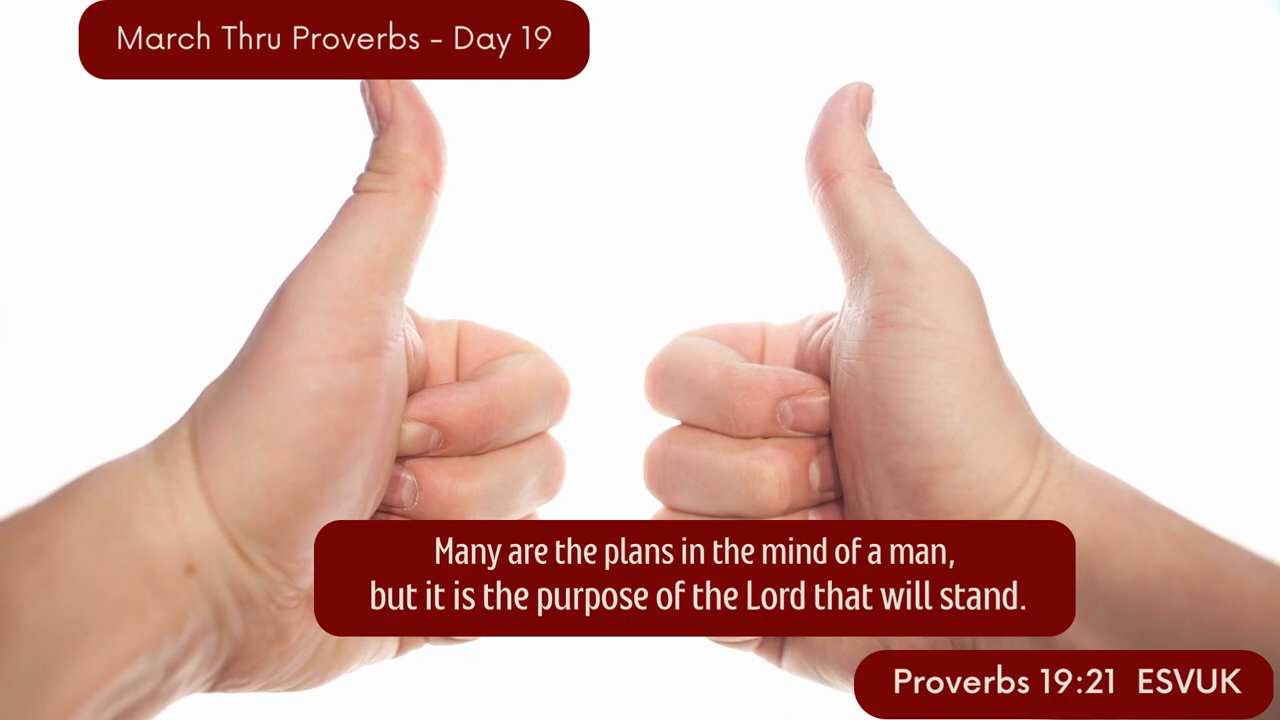 March Thru Proverbs - Day 19
Many are the plans in the mind of a man,
but it is the purpose of the Lord that will stand.
Proverbs 19:21 ESVUK